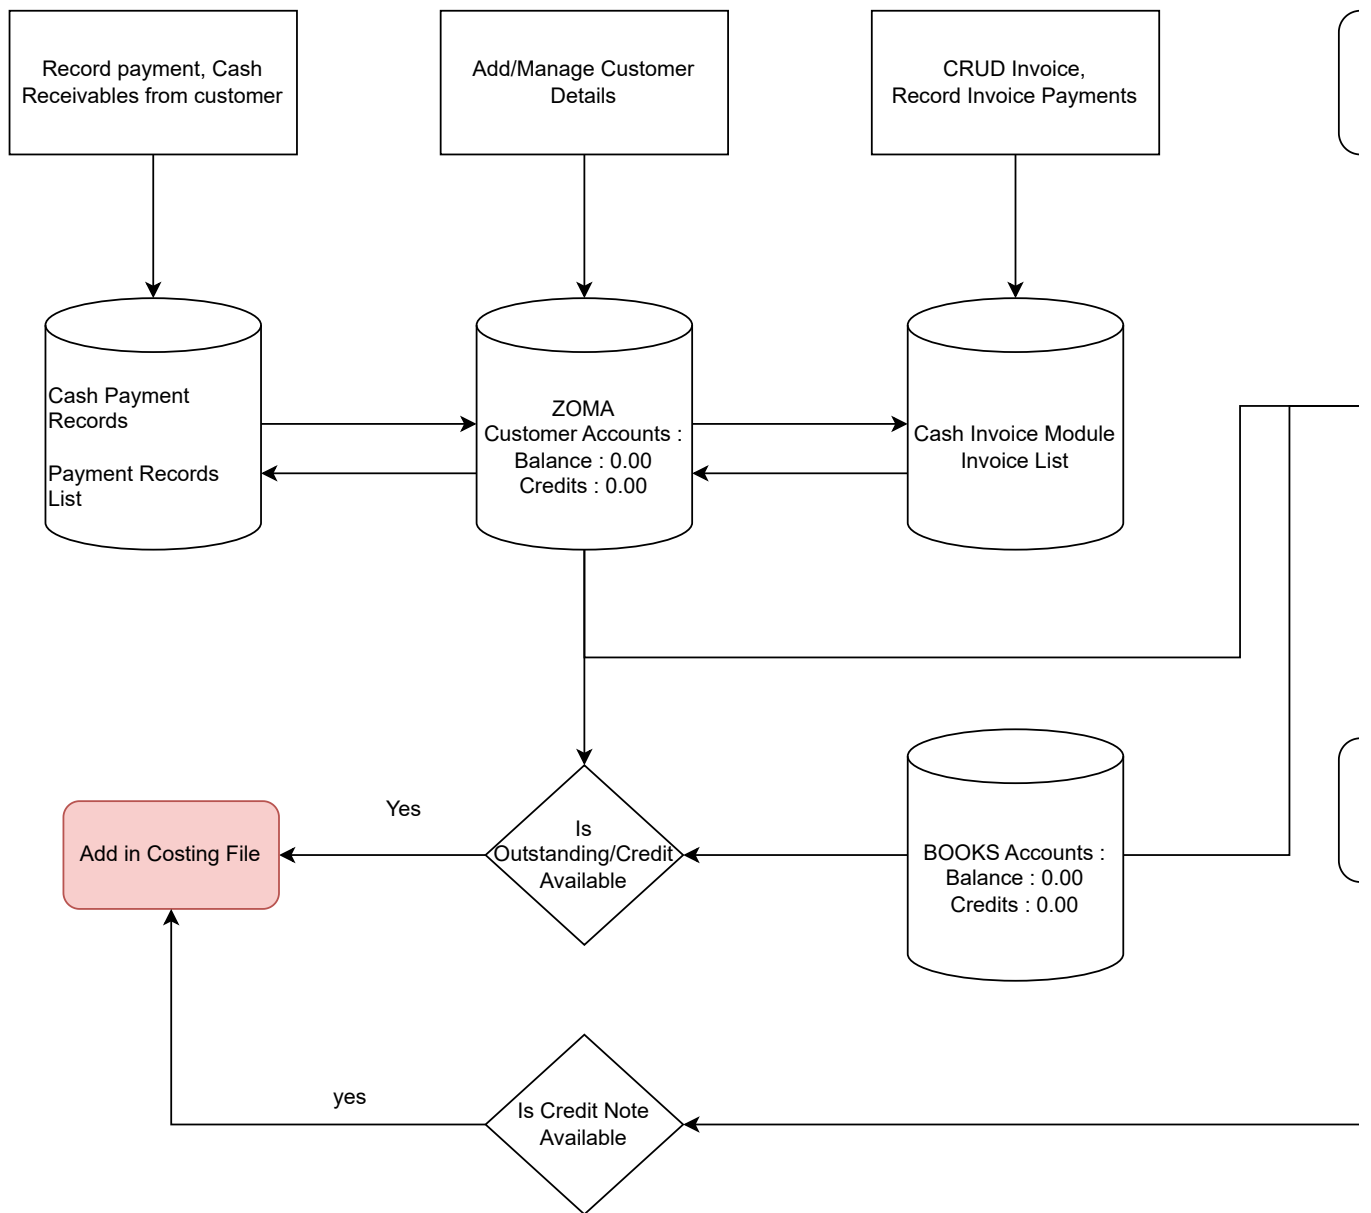 Record payment, Cash
Receivables from customer
Add/Manage Customer
Details
CRUD Invoice,
Record Invoice Payments
Cash Payment
Records
Payment Records
List
ZOMA
Customer Accounts :
Balance : 0.00
Credits : 0.00
Cash Invoice Module
Invoice List
Yes
Add in Costing File
Is
Outstanding/Credit
Available
BOOKS Accounts :
Balance : 0.00
Credits : 0.00
yes
Is Credit Note
Available